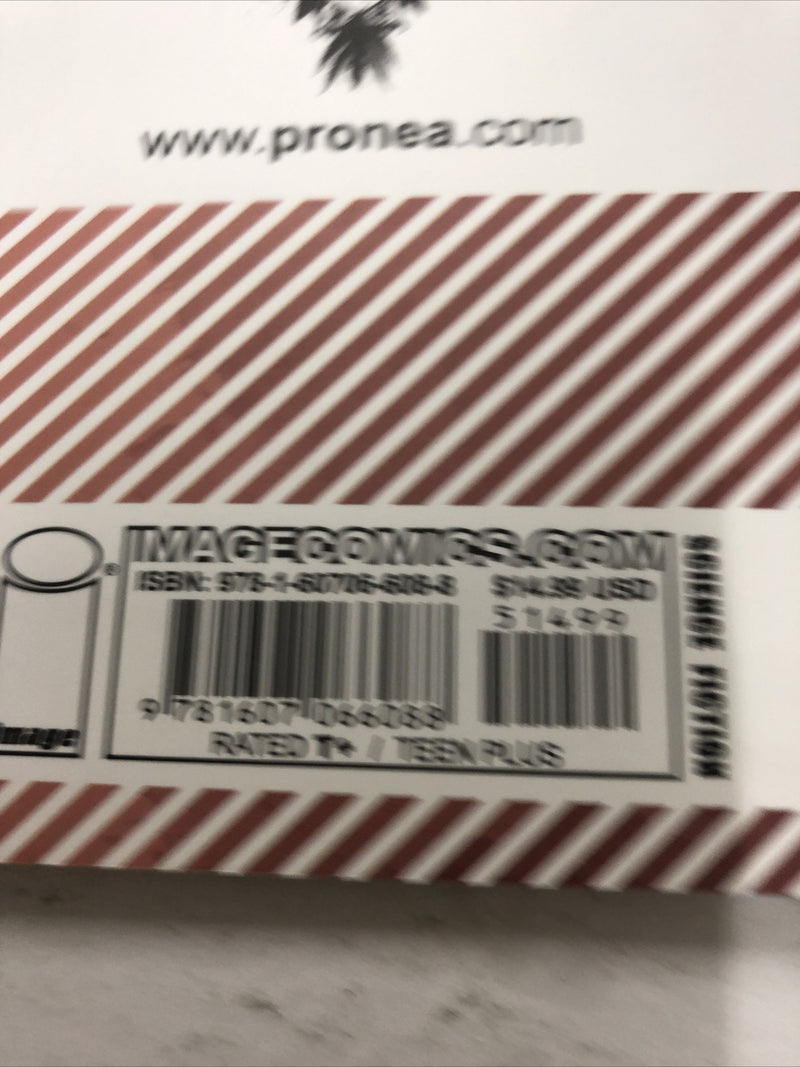 www.pronea.com
IMAGECOMICS.COM
ISBN: 978-1-60706-608-8 $14.99 USD
51499
9 781607 066088
RATED T+ / TEEN PLUS
®
image
SCIENCE FICTION